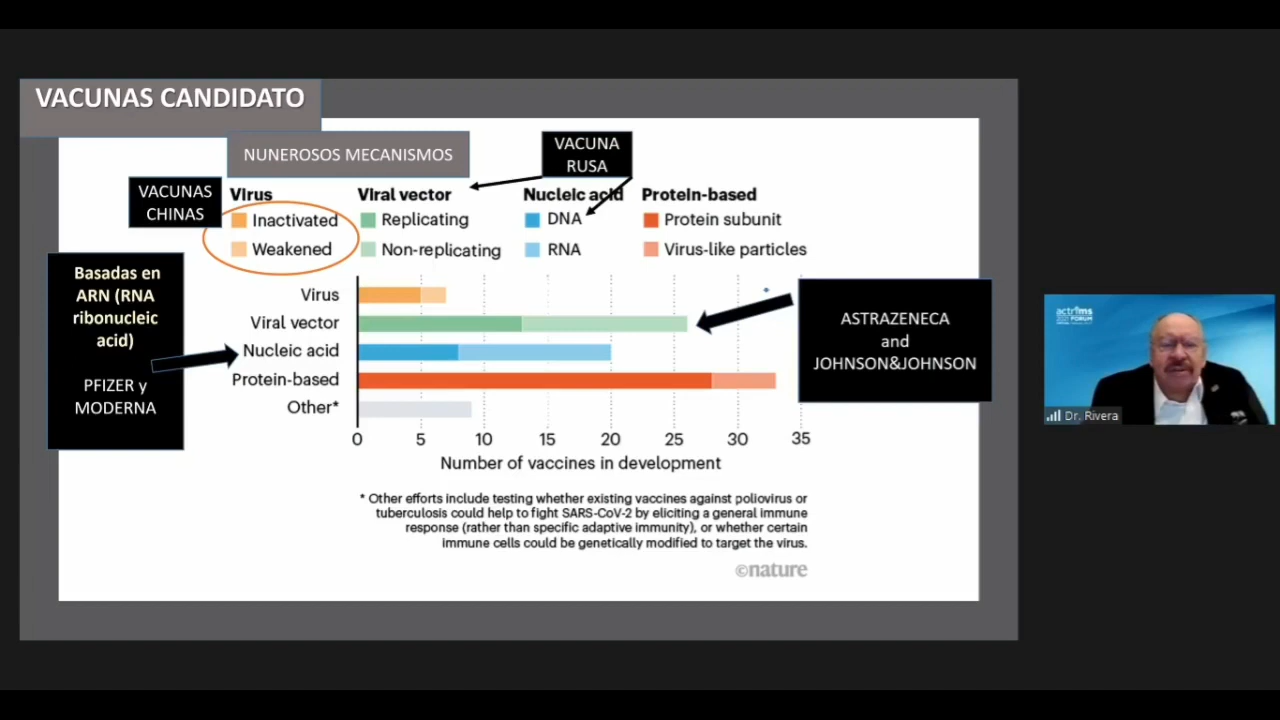 VACUNAS CANDIDATO
NUNEROSOS MECANISMOS
VACUNA
RUSA
VACUNAS
CHINAS
Virus
Inactivated
Weakened
Viral vector
Replicating
Non-replicating
Nucleic acid
DNA
RNA
Protein-based
Protein subunit
Virus-like particles
Basadas en
ARN (RNA
ribonucleic
acid)
PFIZER y
MODERNA
Virus
Viral vector
Nucleic acid
Protein-based
Other*
0 5 10 15 20 25 30 35
Number of vaccines in development
ASTRAZENECA
and
JOHNSON&JOHNSON
* Other efforts include testing whether existing vaccines against poliovirus or
tuberculosis could help to fight SARS-CoV-2 by eliciting a general immune
response (rather than specific adaptive immunity), or whether certain
immune cells could be genetically modified to target the virus.
©nature
FORUM
Dr. Rivera